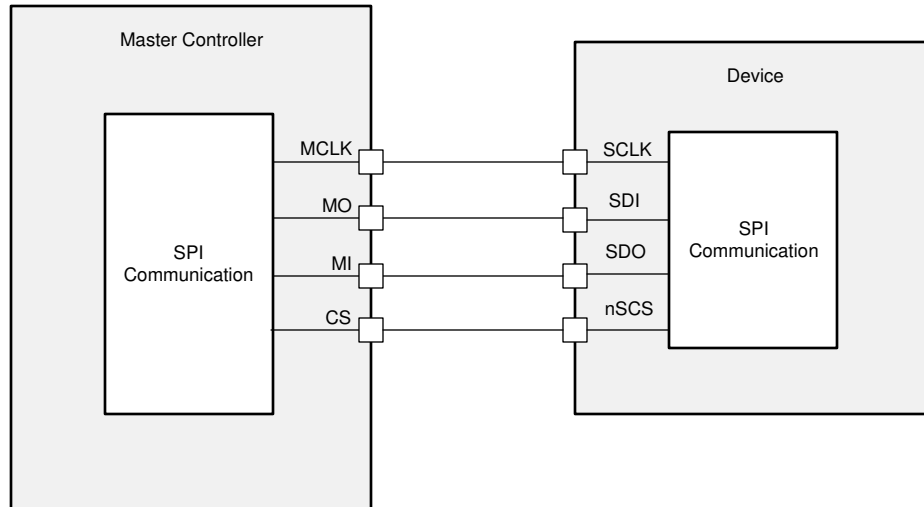 Master Controller
Device
MCLK
SCLK
MO
SDI
SPI
Communication
MI
SDO
SPI
Communication
CS
nSCS